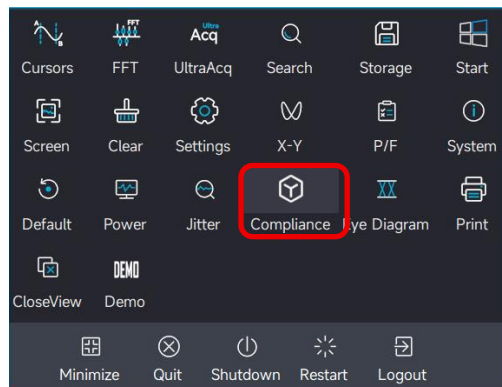 FFT Ultra Acq
Cursors FFT UltraAcq Search Storage Start
Screen Clear Settings X-Y P/F System
Default Power Jitter Compliance Eye Diagram Print
DEMO
CloseView Demo
Minimize Quit Shutdown Restart Logout